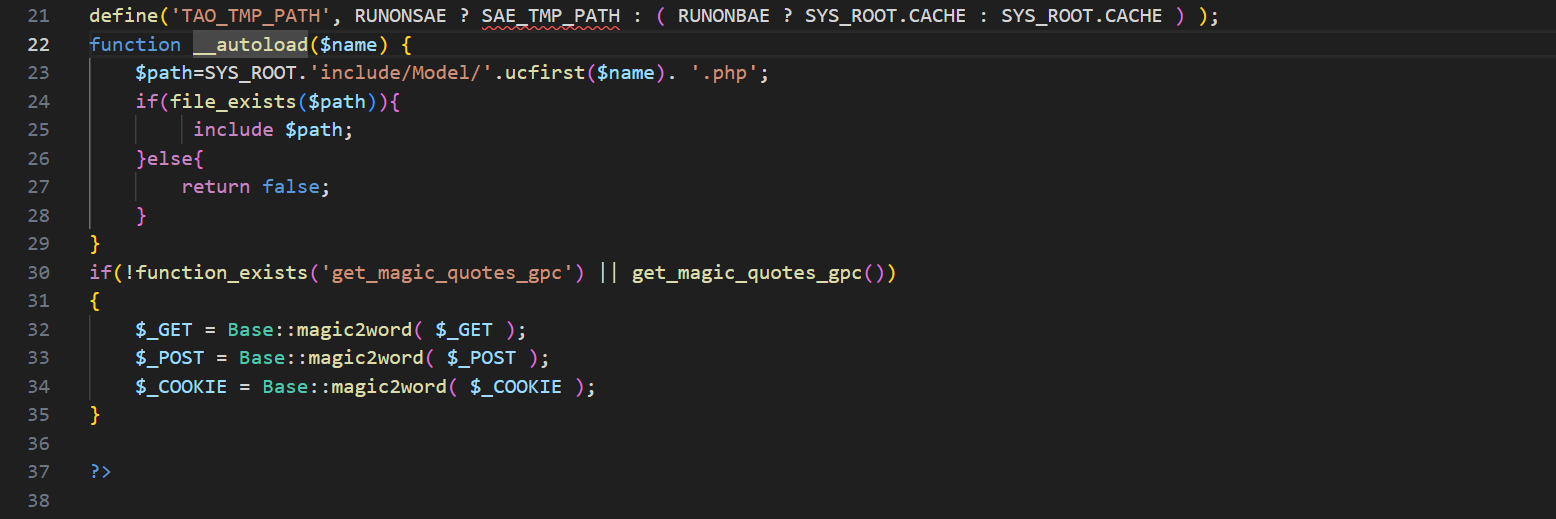 21 define('TAO_TMP_PATH', RUNONSAE ? SAE_TMP_PATH : ( RUNONBAE ? SYS_ROOT.CACHE : SYS_ROOT.CACHE ) );
22 function __autoload($name) {
23     $path=SYS_ROOT.'include/Model/'.ucfirst($name). '.php';
24     if(file_exists($path)){
25          include $path;
26     }else{
27         return false;
28     }
29 }
30 if(!function_exists('get_magic_quotes_gpc') || get_magic_quotes_gpc())
31 {
32     $_GET = Base::magic2word( $_GET );
33     $_POST = Base::magic2word( $_POST );
34     $_COOKIE = Base::magic2word( $_COOKIE );
35 }
36
37 ?>
38